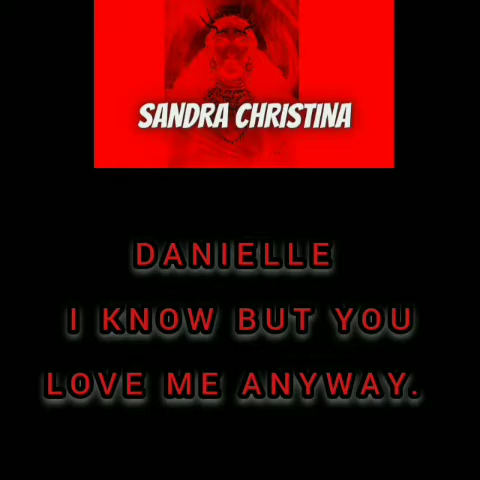 SANDRA CHRISTINA
DANIELLE
I KNOW BUT YOU
LOVE ME ANYWAY.